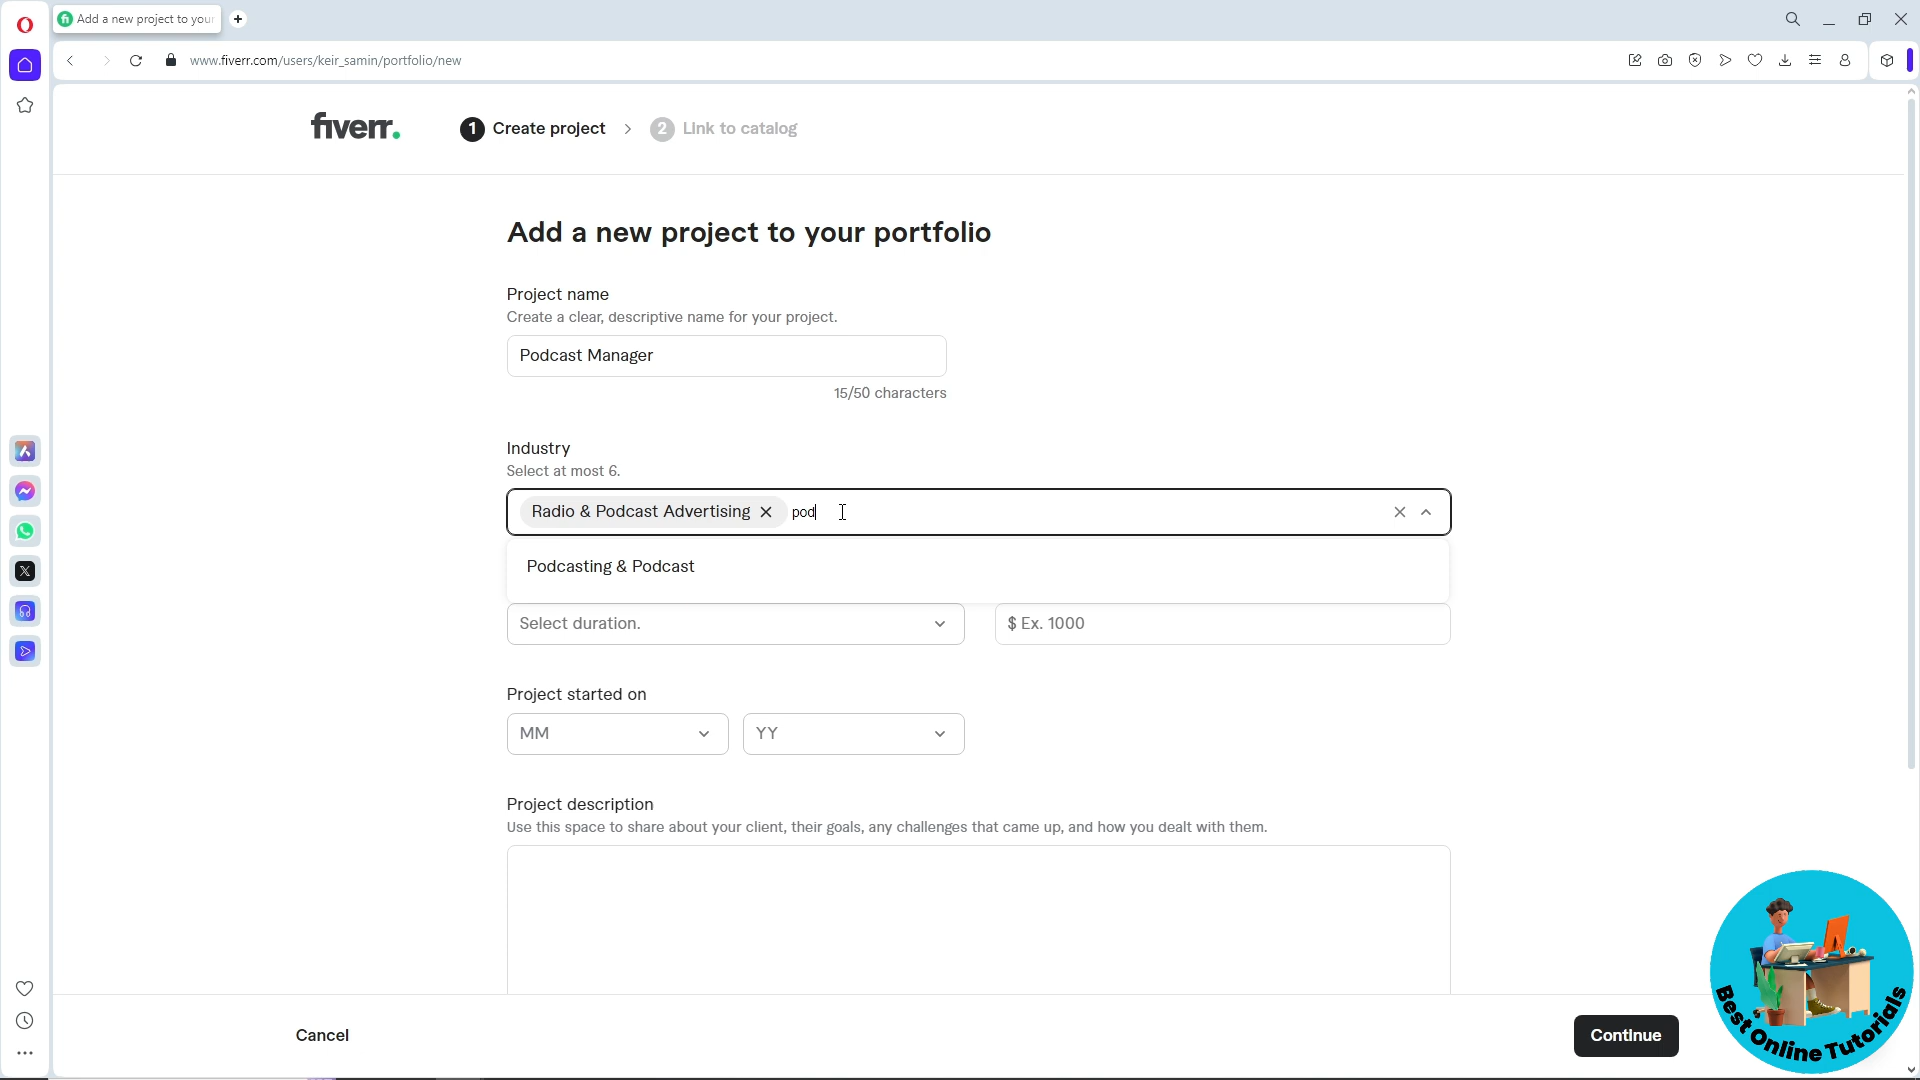 Add a new project to your
www.fiverr.com/users/keir_samin/portfolio/new
fiverr.
1 Create project
2 Link to catalog
Add a new project to your portfolio
Project name
Create a clear, descriptive name for your project.
Podcast Manager
15/50 characters
Industry
Select at most 6.
Radio & Podcast Advertising pod
Podcasting & Podcast
Select duration.
$ Ex. 1000
Project started on
MM
YY
Project description
Use this space to share about your client, their goals, any challenges that came up, and how you dealt with them.
Cancel
Continue
Best Online Tutorials